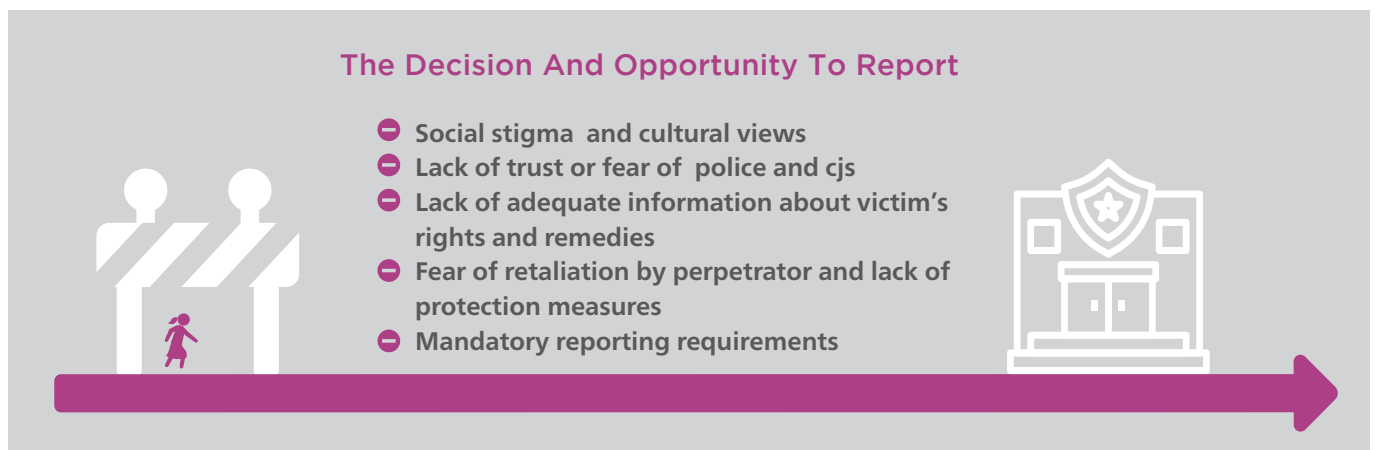 The Decision And Opportunity To Report
Social stigma and cultural views
Lack of trust or fear of police and cjs
Lack of adequate information about victim's
rights and remedies
Fear of retaliation by perpetrator and lack of
protection measures
Mandatory reporting requirements